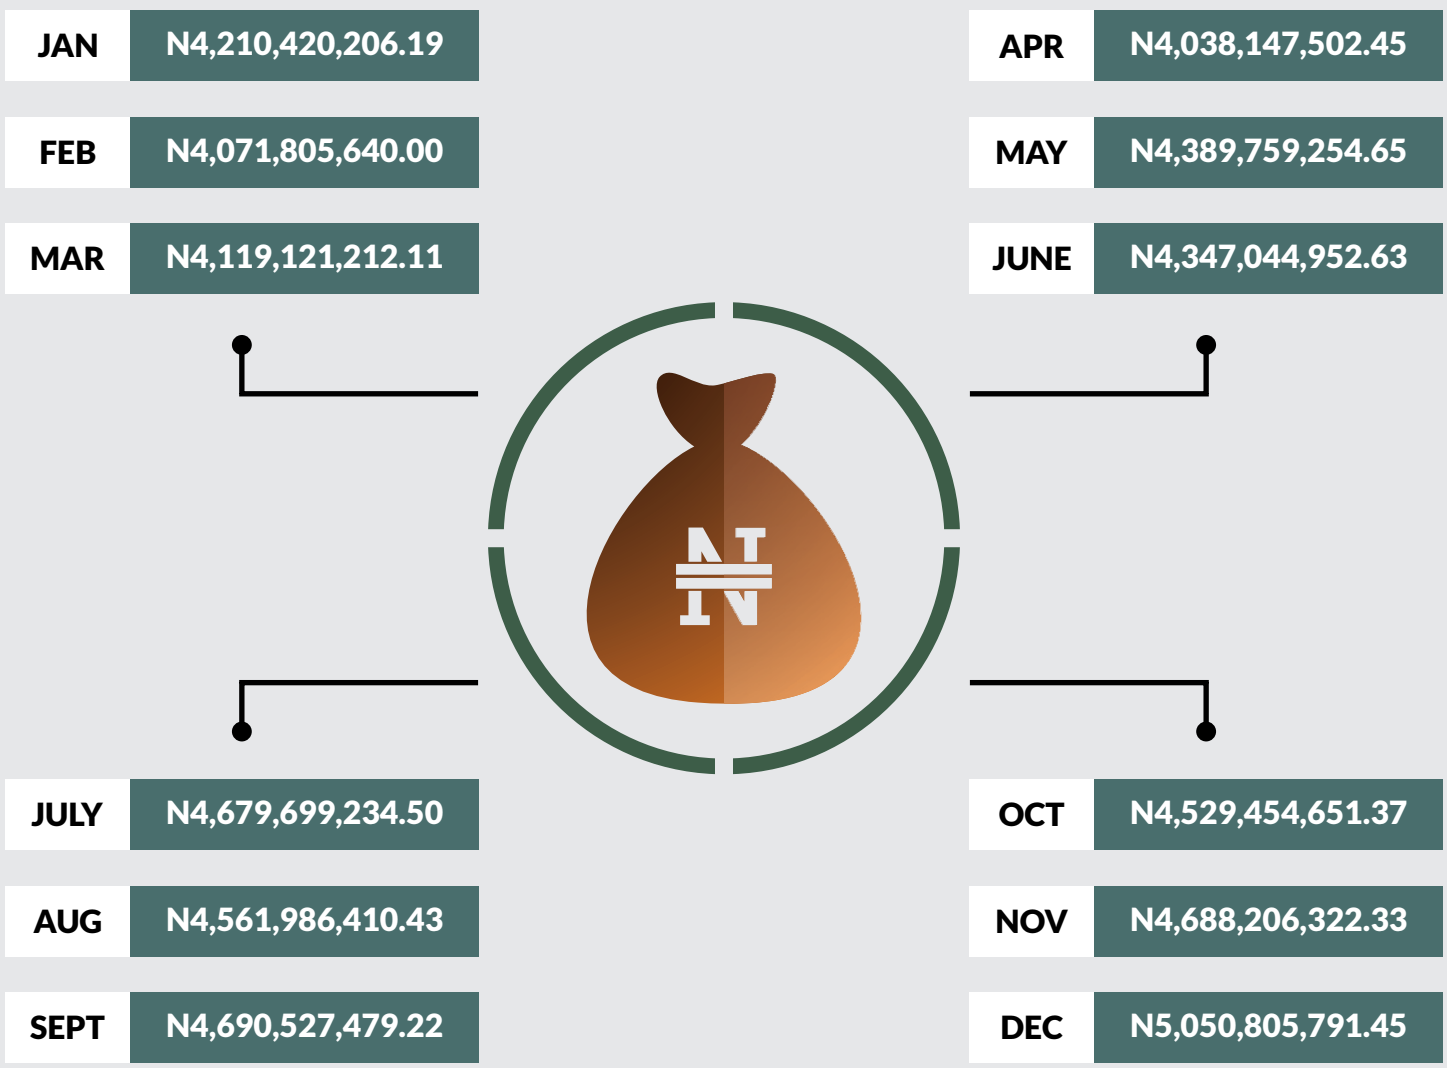 JAN N4,210,420,206.19
FEB N4,071,805,640.00
MAR N4,119,121,212.11
APR N4,038,147,502.45
MAY N4,389,759,254.65
JUNE N4,347,044,952.63
₦
JULY N4,679,699,234.50
AUG N4,561,986,410.43
SEPT N4,690,527,479.22
OCT N4,529,454,651.37
NOV N4,688,206,322.33
DEC N5,050,805,791.45